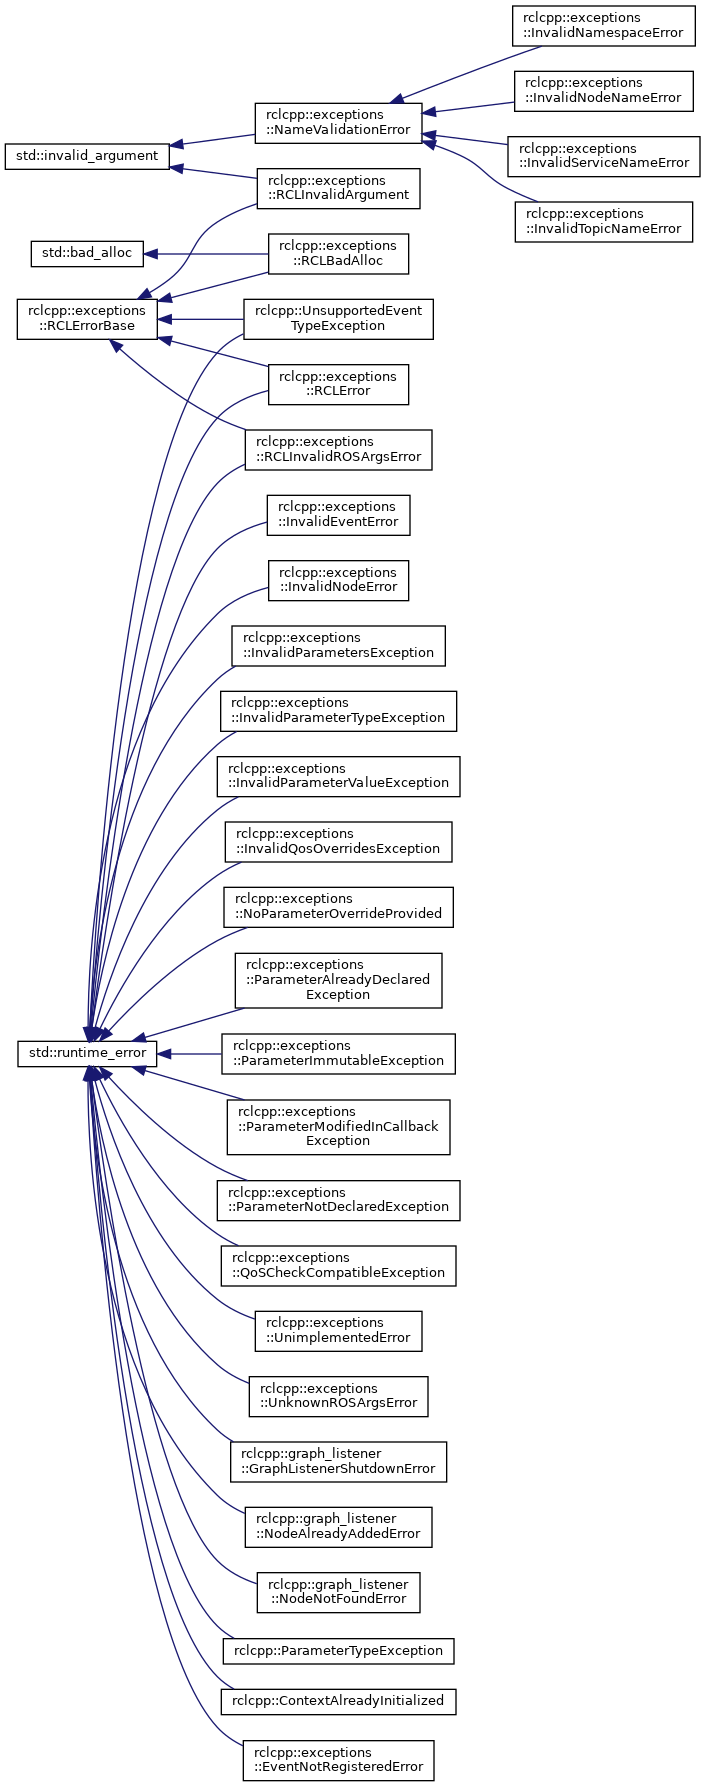 rclcpp::exceptions
::InvalidNamespaceError
rclcpp::exceptions
::InvalidNodeNameError
rclcpp::exceptions
::NameValidationError
rclcpp::exceptions
::InvalidServiceNameError
std::invalid_argument
rclcpp::exceptions
::RCLInvalidArgument
rclcpp::exceptions
::InvalidTopicNameError
std::bad_alloc
rclcpp::exceptions
::RCLBadAlloc
rclcpp::exceptions
::RCLErrorBase
rclcpp::UnsupportedEvent
TypeException
rclcpp::exceptions
::RCLError
rclcpp::exceptions
::RCLInvalidROSArgsError
rclcpp::exceptions
::InvalidEventError
rclcpp::exceptions
::InvalidNodeError
rclcpp::exceptions
::InvalidParametersException
rclcpp::exceptions
::InvalidParameterTypeException
rclcpp::exceptions
::InvalidParameterValueException
rclcpp::exceptions
::InvalidQosOverridesException
rclcpp::exceptions
::NoParameterOverrideProvided
rclcpp::exceptions
::ParameterAlreadyDeclared
Exception
std::runtime_error
rclcpp::exceptions
::ParameterImmutableException
rclcpp::exceptions
::ParameterModifiedInCallback
Exception
rclcpp::exceptions
::ParameterNotDeclaredException
rclcpp::exceptions
::QoSCheckCompatibleException
rclcpp::exceptions
::UnimplementedError
rclcpp::exceptions
::UnknownROSArgsError
rclcpp::graph_listener
::GraphListenerShutdownError
rclcpp::graph_listener
::NodeAlreadyAddedError
rclcpp::graph_listener
::NodeNotFoundError
rclcpp::ParameterTypeException
rclcpp::ContextAlreadyInitialized
rclcpp::exceptions
::EventNotRegisteredError